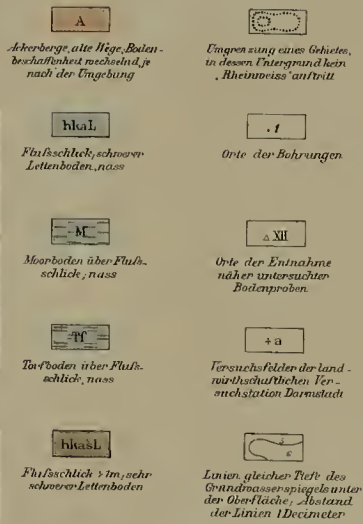 A
Ackerberge, alte Wege, Boden-
beschaffenheit wechselnd, je
nach der Umgebung
hkaL
Flußschlick, schwerer
Lettenboden, nass
M
Moorboden über Fluß-
schlick, nass
Tf
Torfboden über Fluß-
schlick, nass
hkasL
Flußschlick > 1m, sehr
schwerer Lettenboden
Umgrenzung eines Gebietes,
in dessen Untergrund kein
„Rheinweiss“ auftritt
.1
Orte der Bohrungen
△ XII
Orte der Entnahme
näher untersuchter
Bodenproben
+a
Versuchsfelder der land-
wirthschaftlichen Ver-
suchsstation Darmstadt
Linien gleicher Tiefe des
Grundwasserspiegels unter
der Oberfläche, Abstand
der Linien 1 Decimeter